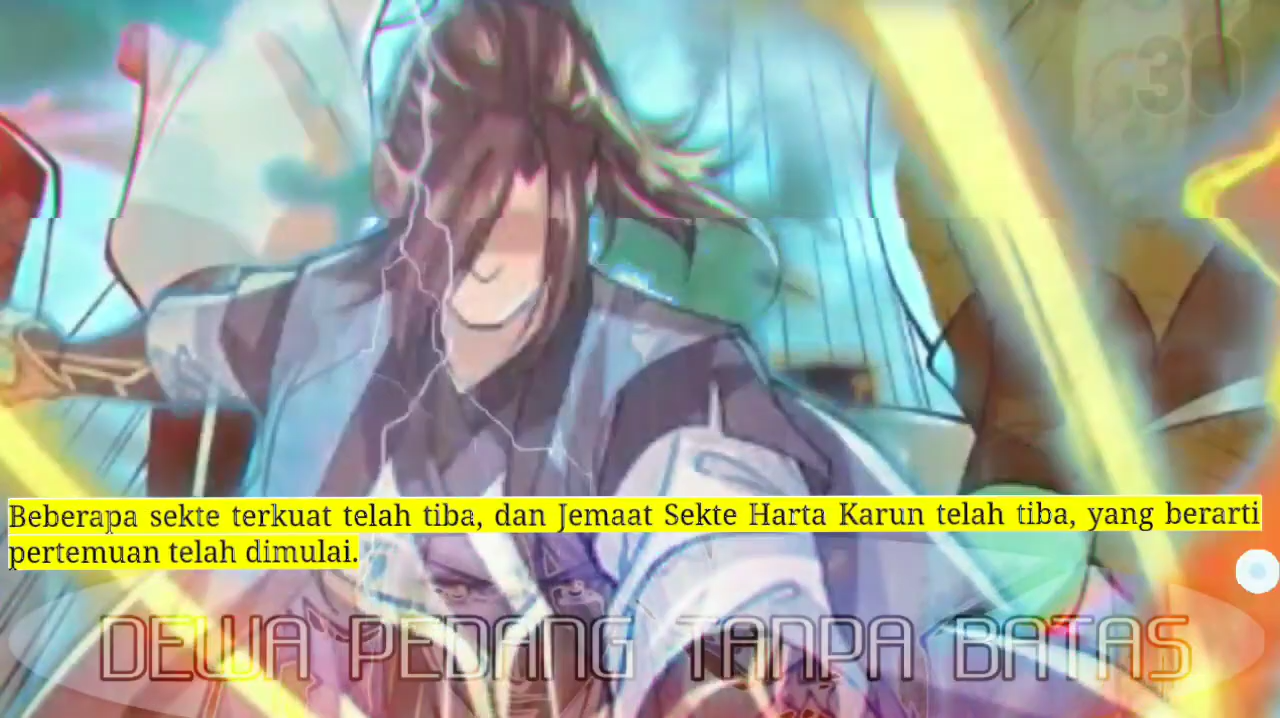 Beberapa sekte terkuat telah tiba, dan Jemaat Sekte Harta Karun telah tiba, yang berarti
pertemuan telah dimulai.
DEWA PEDANG TANPA BATAS